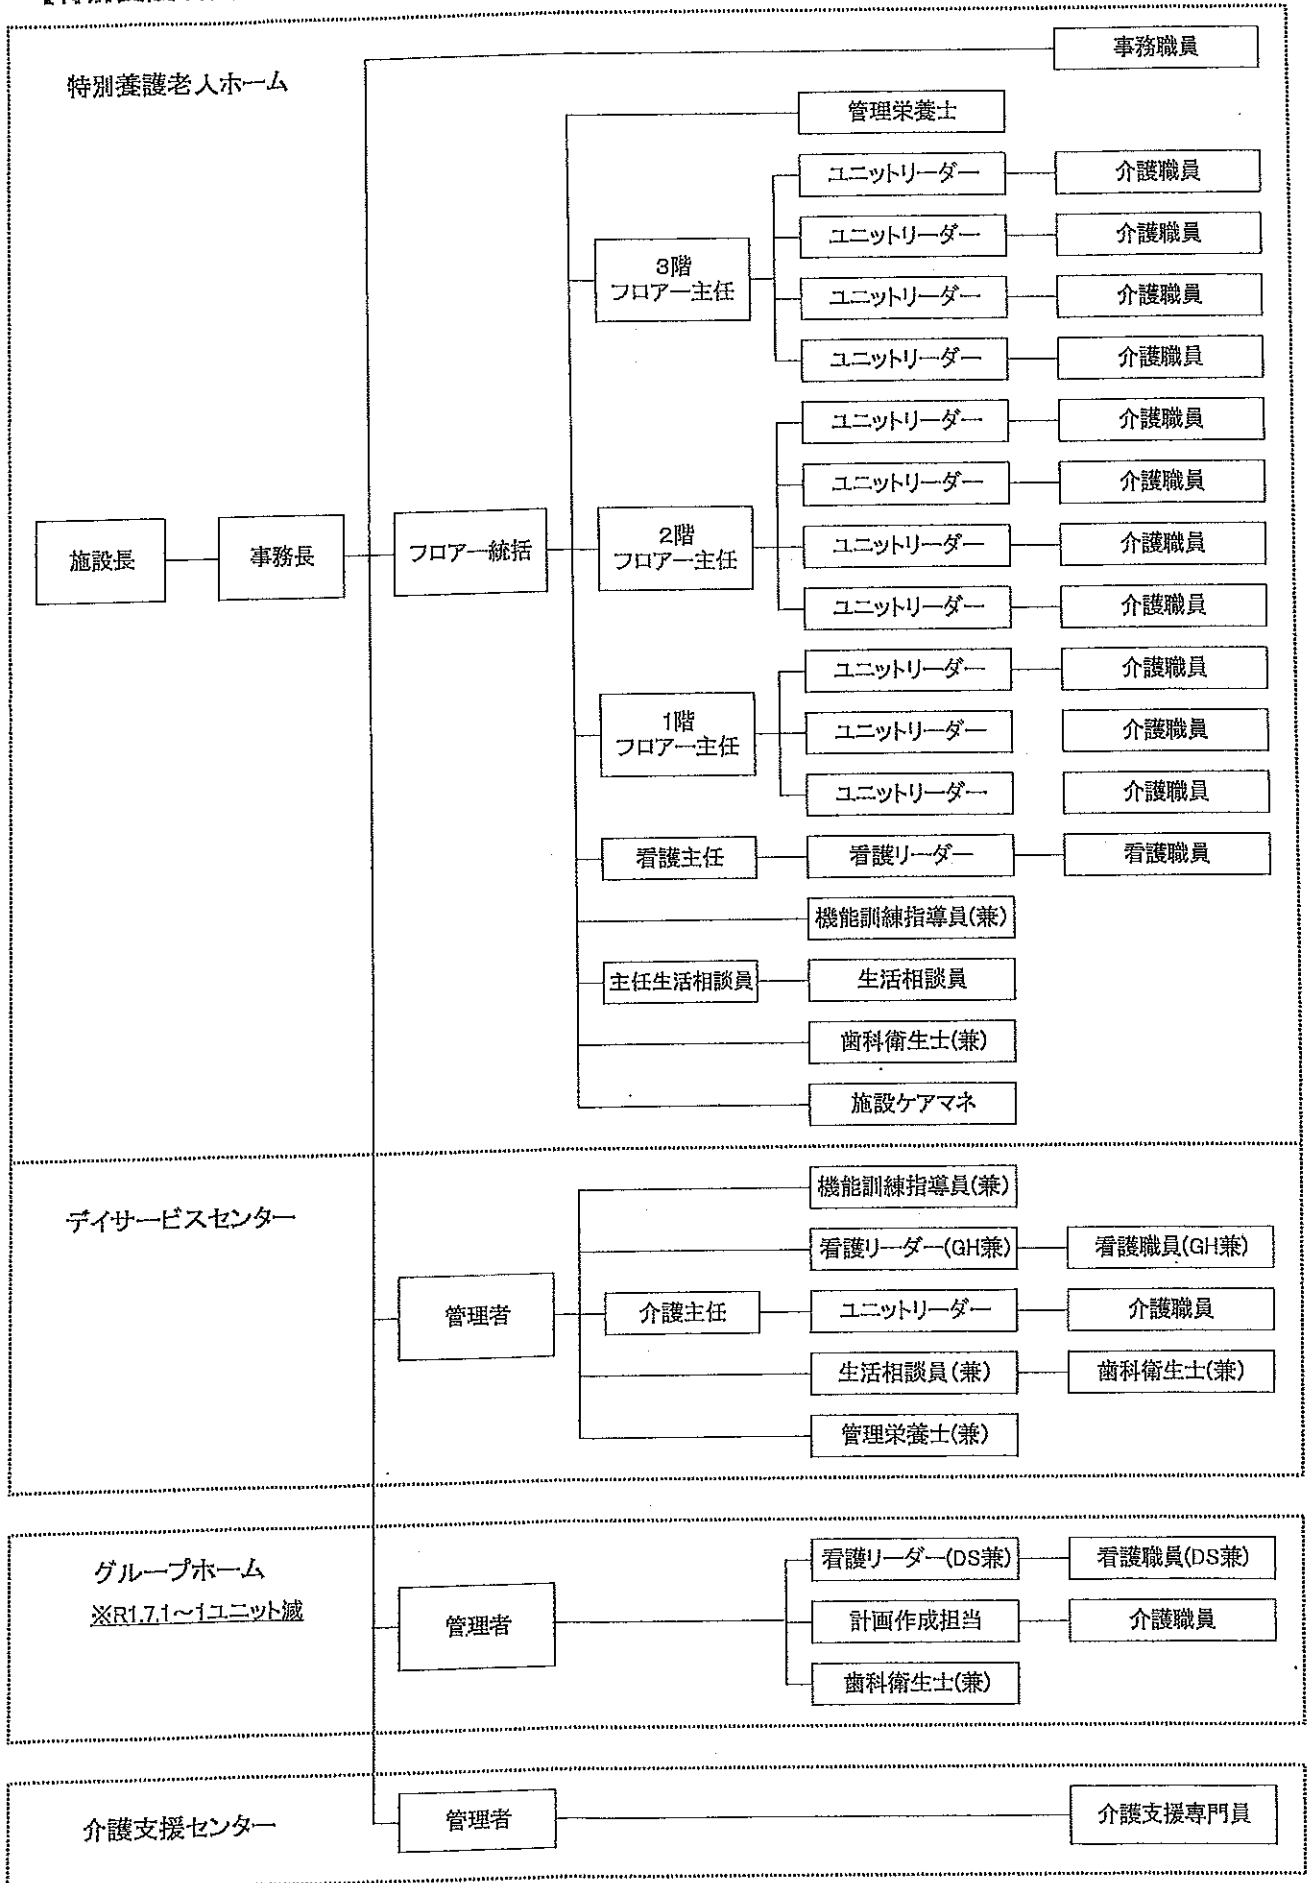 事務職員
特別養護老人ホーム
管理栄養士
ユニットリーダー 介護職員
ユニットリーダー 介護職員
3階
フロアー主任
ユニットリーダー 介護職員
ユニットリーダー 介護職員
ユニットリーダー 介護職員
ユニットリーダー 介護職員
施設長 事務長 フロアー統括
2階
フロアー主任
ユニットリーダー 介護職員
ユニットリーダー 介護職員
ユニットリーダー 介護職員
1階
フロアー主任
ユニットリーダー 介護職員
ユニットリーダー 介護職員
看護主任 看護リーダー 看護職員
機能訓練指導員(兼)
主任生活相談員 生活相談員
歯科衛生士(兼)
施設ケアマネ
デイサービスセンター
機能訓練指導員(兼)
看護リーダー(GH兼) 看護職員(GH兼)
管理者 介護主任 ユニットリーダー 介護職員
生活相談員(兼) 歯科衛生士(兼)
管理栄養士(兼)
グループホーム
※R1.7.1～1ユニット減
看護リーダー(DS兼) 看護職員(DS兼)
管理者 計画作成担当 介護職員
歯科衛生士(兼)
介護支援センター 管理者 介護支援専門員